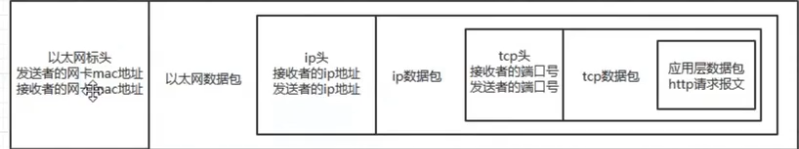 以太网标头
发送者的网卡mac地址
接收者的网卡mac地址
以太网数据包
ip头
接收者的ip地址
发送者的ip地址
ip数据包
tcp头
接收者的端口号
发送者的端口号
tcp数据包
应用层数据包
http请求报文